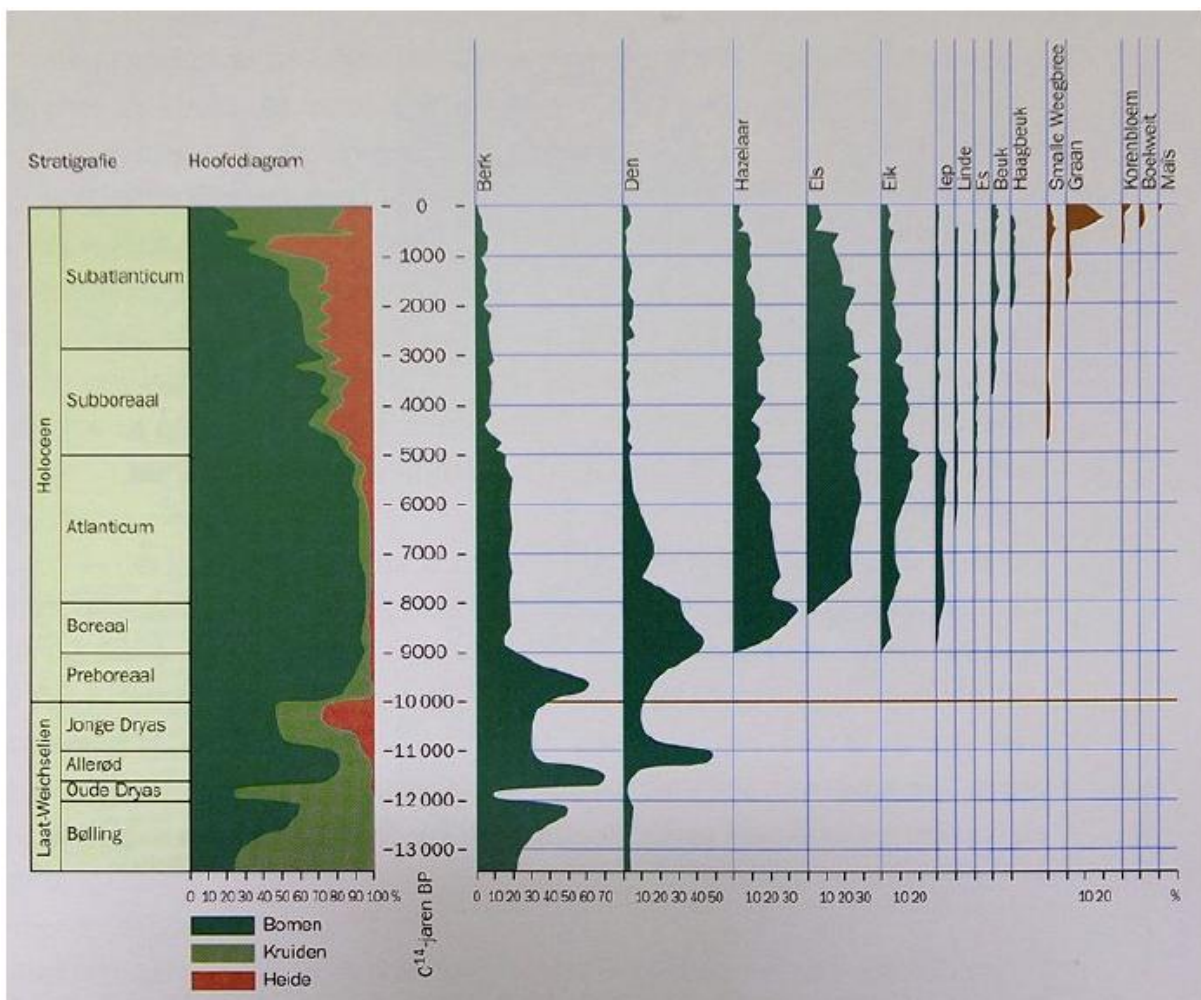 Stratigrafie
Hoofddiagram
Berk
Den
Hazelaar
Els
Eik
Iep
Linde
Es
Beuk
Haagbeuk
Smalle Weegbree
Graan
Korenbloem
Boekweit
Maïs
Holoceen
Subatlanticum
Subboreaal
Atlanticum
Boreaal
Preboreaal
Laat-Weichselien
Jonge Dryas
Allerød
Oude Dryas
Bølling
0
1000
2000
3000
4000
5000
6000
7000
8000
9000
10 000
11 000
12 000
13 000
C14-jaren BP
0 10 20 30 40 50 60 70 80 90 100 %
0 10 20 30 40 50 60 70
10 20 30 40 50
10 20 30
10 20 30
10 20
10 20
%
Bomen
Kruiden
Heide